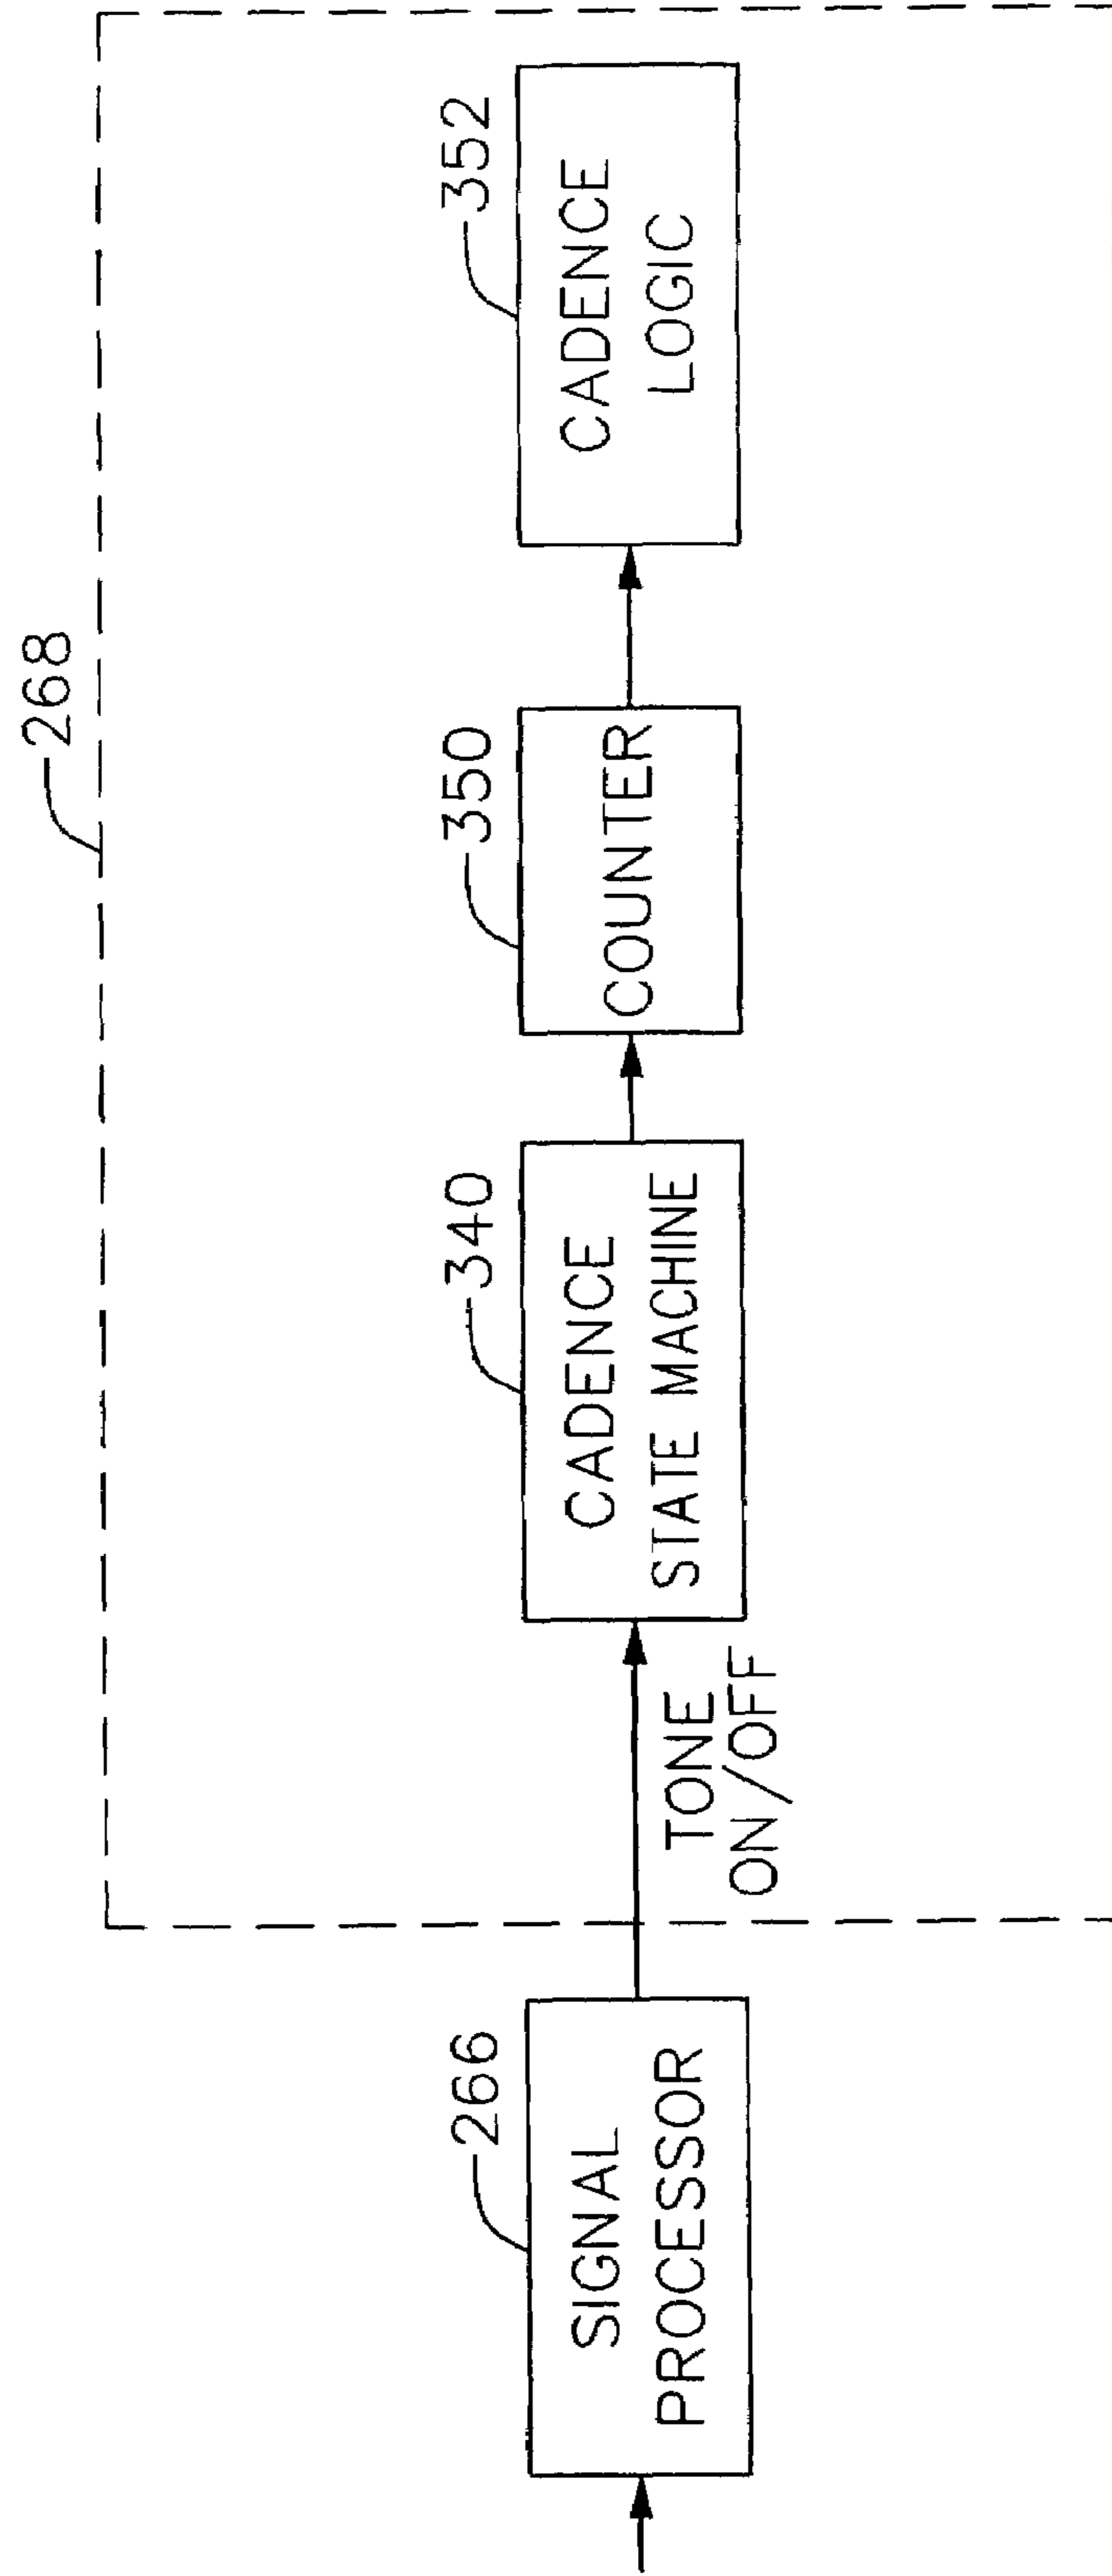 268
266
SIGNAL
PROCESSOR
TONE
ON/OFF
340
CADENCE
STATE MACHINE
350
COUNTER
352
CADENCE
LOGIC